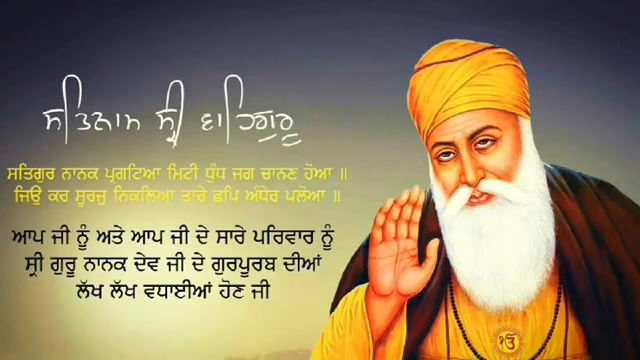 ਸਤਿਨਾਮ ਸ੍ਰੀ ਵਾਹਿਗੁਰੂ
ਸਤਿਗੁਰ ਨਾਨਕ ਪ੍ਰਗਟਿਆ ਮਿਟੀ ਧੁੰਧ ਜਗ ਚਾਨਣ ਹੋਆ ॥
ਜਿਉ ਕਰ ਸੂਰਜੁ ਨਿਕਲਿਆ ਤਾਰੇ ਛਪਿ ਅੰਧੇਰ ਪਲੋਆ ॥
ਆਪ ਜੀ ਨੂੰ ਅਤੇ ਆਪ ਜੀ ਦੇ ਸਾਰੇ ਪਰਿਵਾਰ ਨੂੰ
ਸ੍ਰੀ ਗੁਰੂ ਨਾਨਕ ਦੇਵ ਜੀ ਦੇ ਗੁਰਪੂਰਬ ਦੀਆਂ
ਲੱਖ ਲੱਖ ਵਧਾਈਆਂ ਹੋਣ ਜੀ
ੴ